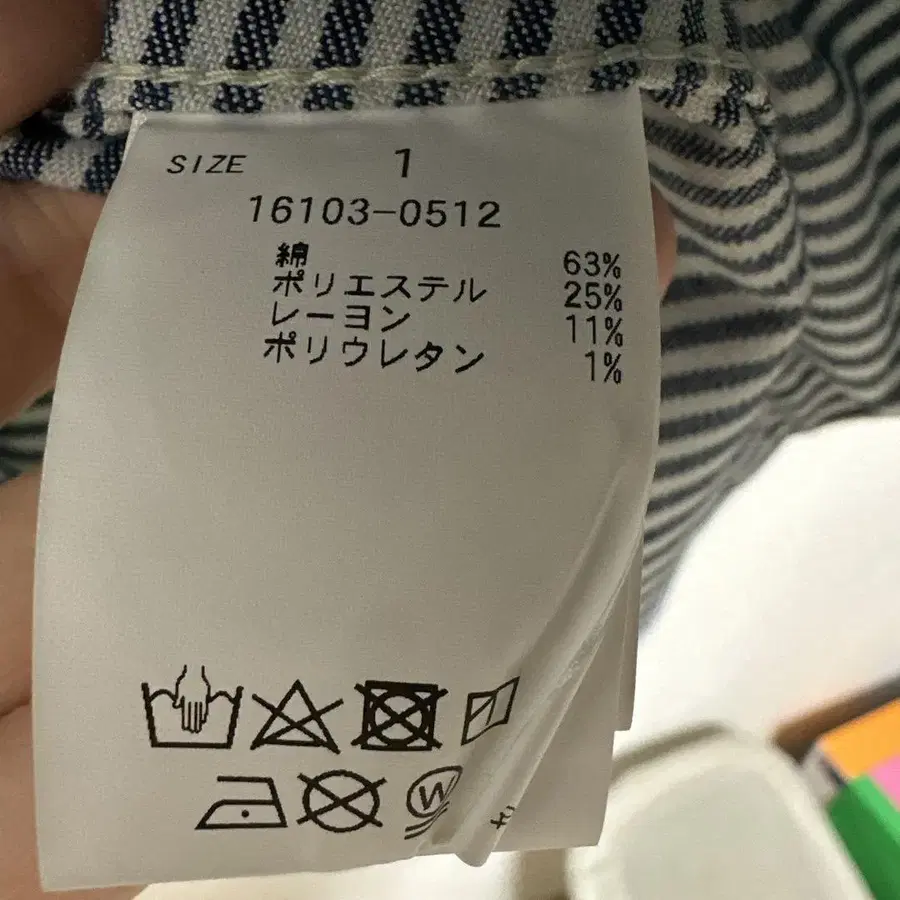 SIZE 1
16103-0512
綿 63%
ポリエステル 25%
レーヨン 11%
ポリウレタン 1%
W